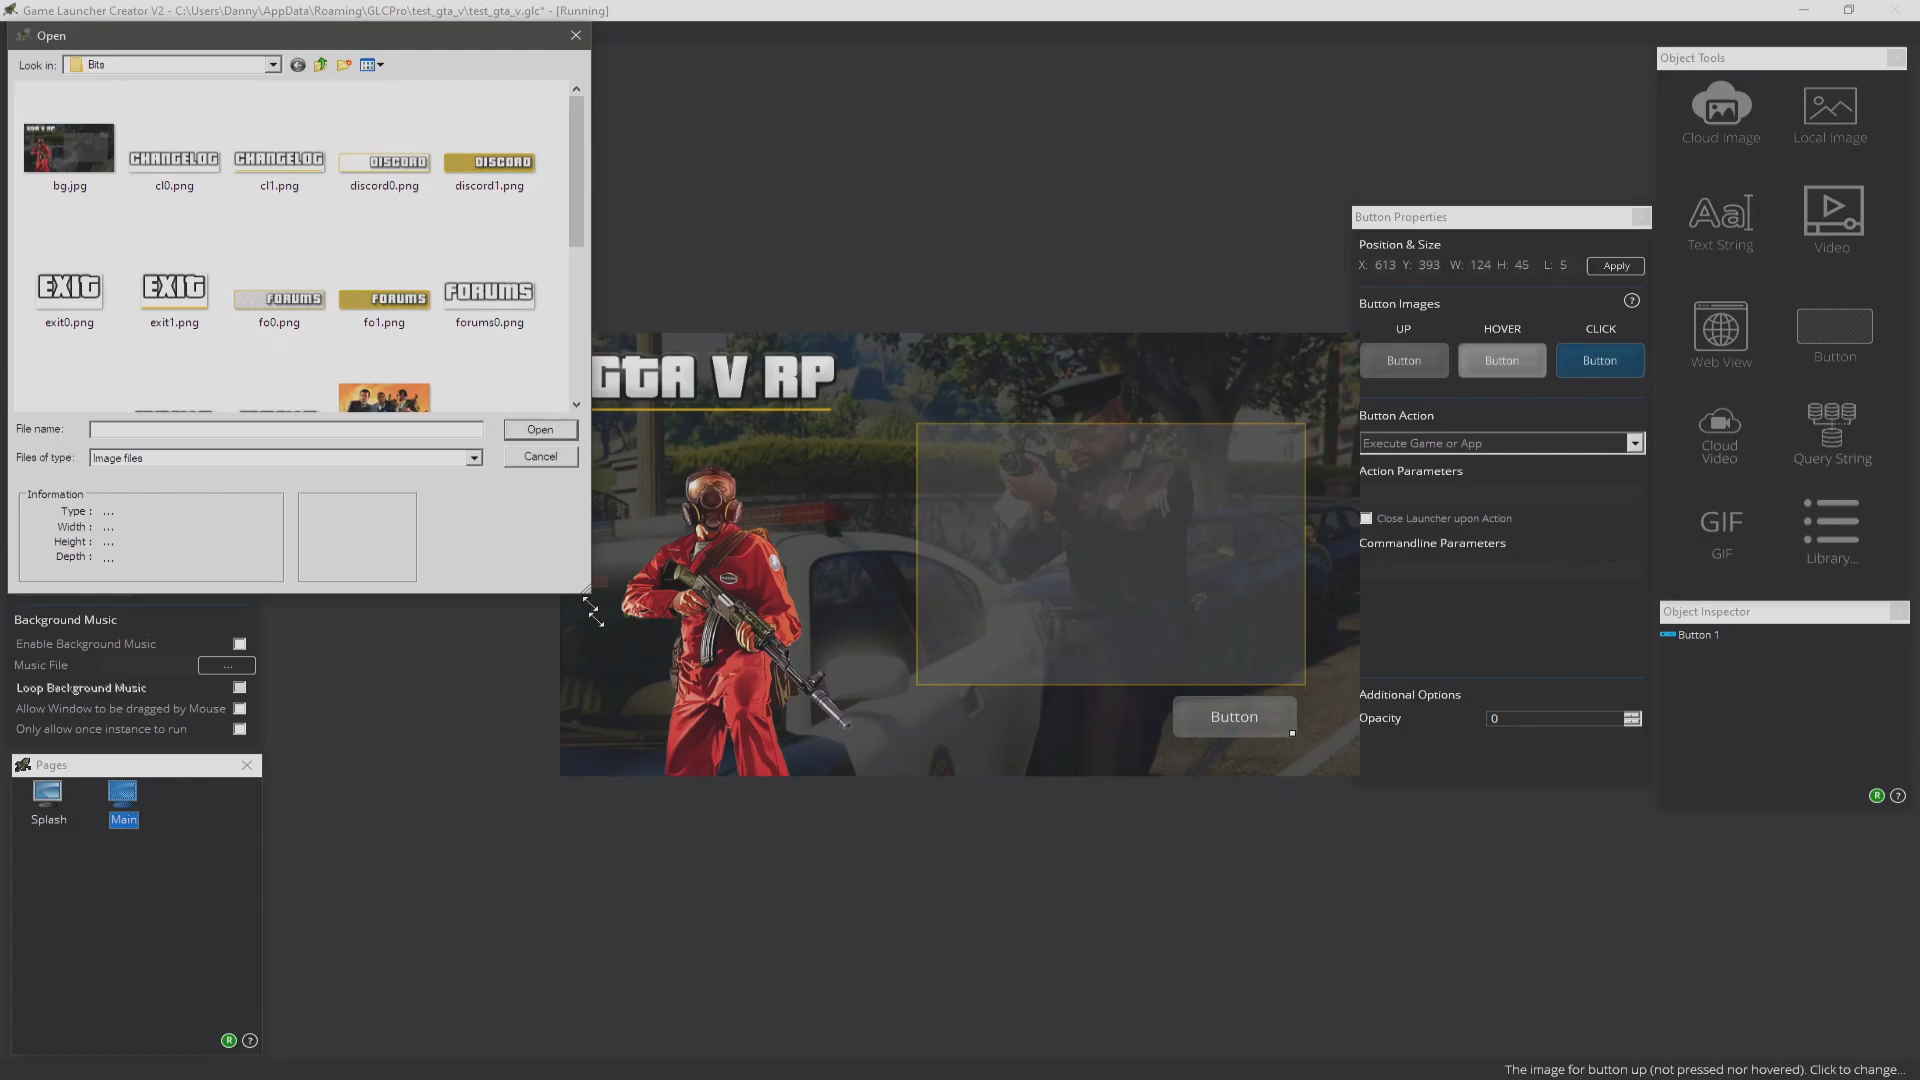 Game Launcher Creator V2 - C:\Users\Danny\AppData\Roaming\GLCPro\test_gta_v\test_gta_v.glc* - [Running]
Open
Look in:
Bits
GTA V RP
bg.jpg
CHANGELOG
cl0.png
CHANGELOG
cl1.png
DISCORD
discord0.png
DISCORD
discord1.png
EXIT
exit0.png
EXIT
exit1.png
FORUMS
fo0.png
FORUMS
fo1.png
FORUMS
forums0.png
File name:
Open
Files of type:
Image files
Cancel
Information
Type : ...
Width : ...
Height : ...
Depth : ...
Background Music
Enable Background Music
Music File
...
Loop Background Music
Allow Window to be dragged by Mouse
Only allow once instance to run
Pages
Splash
Main
R
?
GTA V RP
Button
Button Properties
Position & Size
X: 613 Y: 393 W: 124 H: 45 L: 5
Apply
Button Images
?
UP
HOVER
CLICK
Button
Button
Button
Button Action
Execute Game or App
Action Parameters
Close Launcher upon Action
Commandline Parameters
Additional Options
Opacity
0
Object Tools
Cloud Image
Local Image
Aa
Text String
Video
Web View
Button
Cloud Video
Query String
GIF
GIF
Library...
Object Inspector
Button 1
R
?
The image for button up (not pressed nor hovered). Click to change...